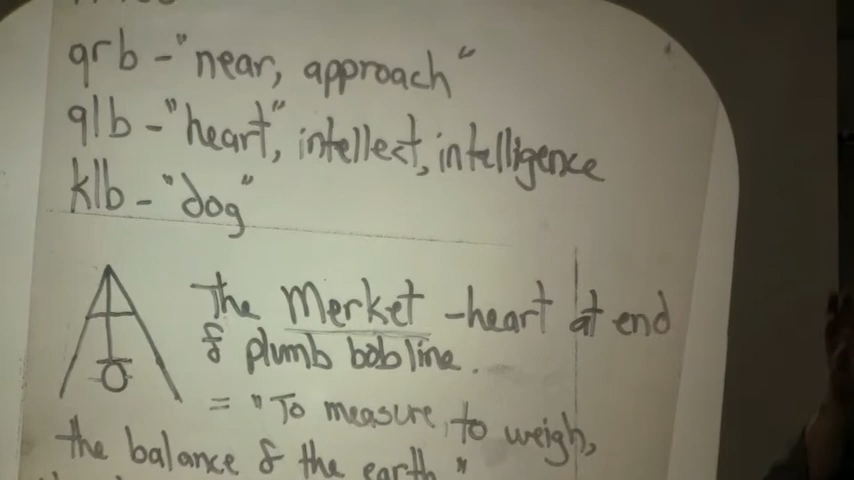 qrb - "near, approach"
qlb - "heart", intellect, intelligence
klb - "dog"
The Merket - heart at end
of plumb bob line.
= "To measure, to weigh,
the balance of the earth"